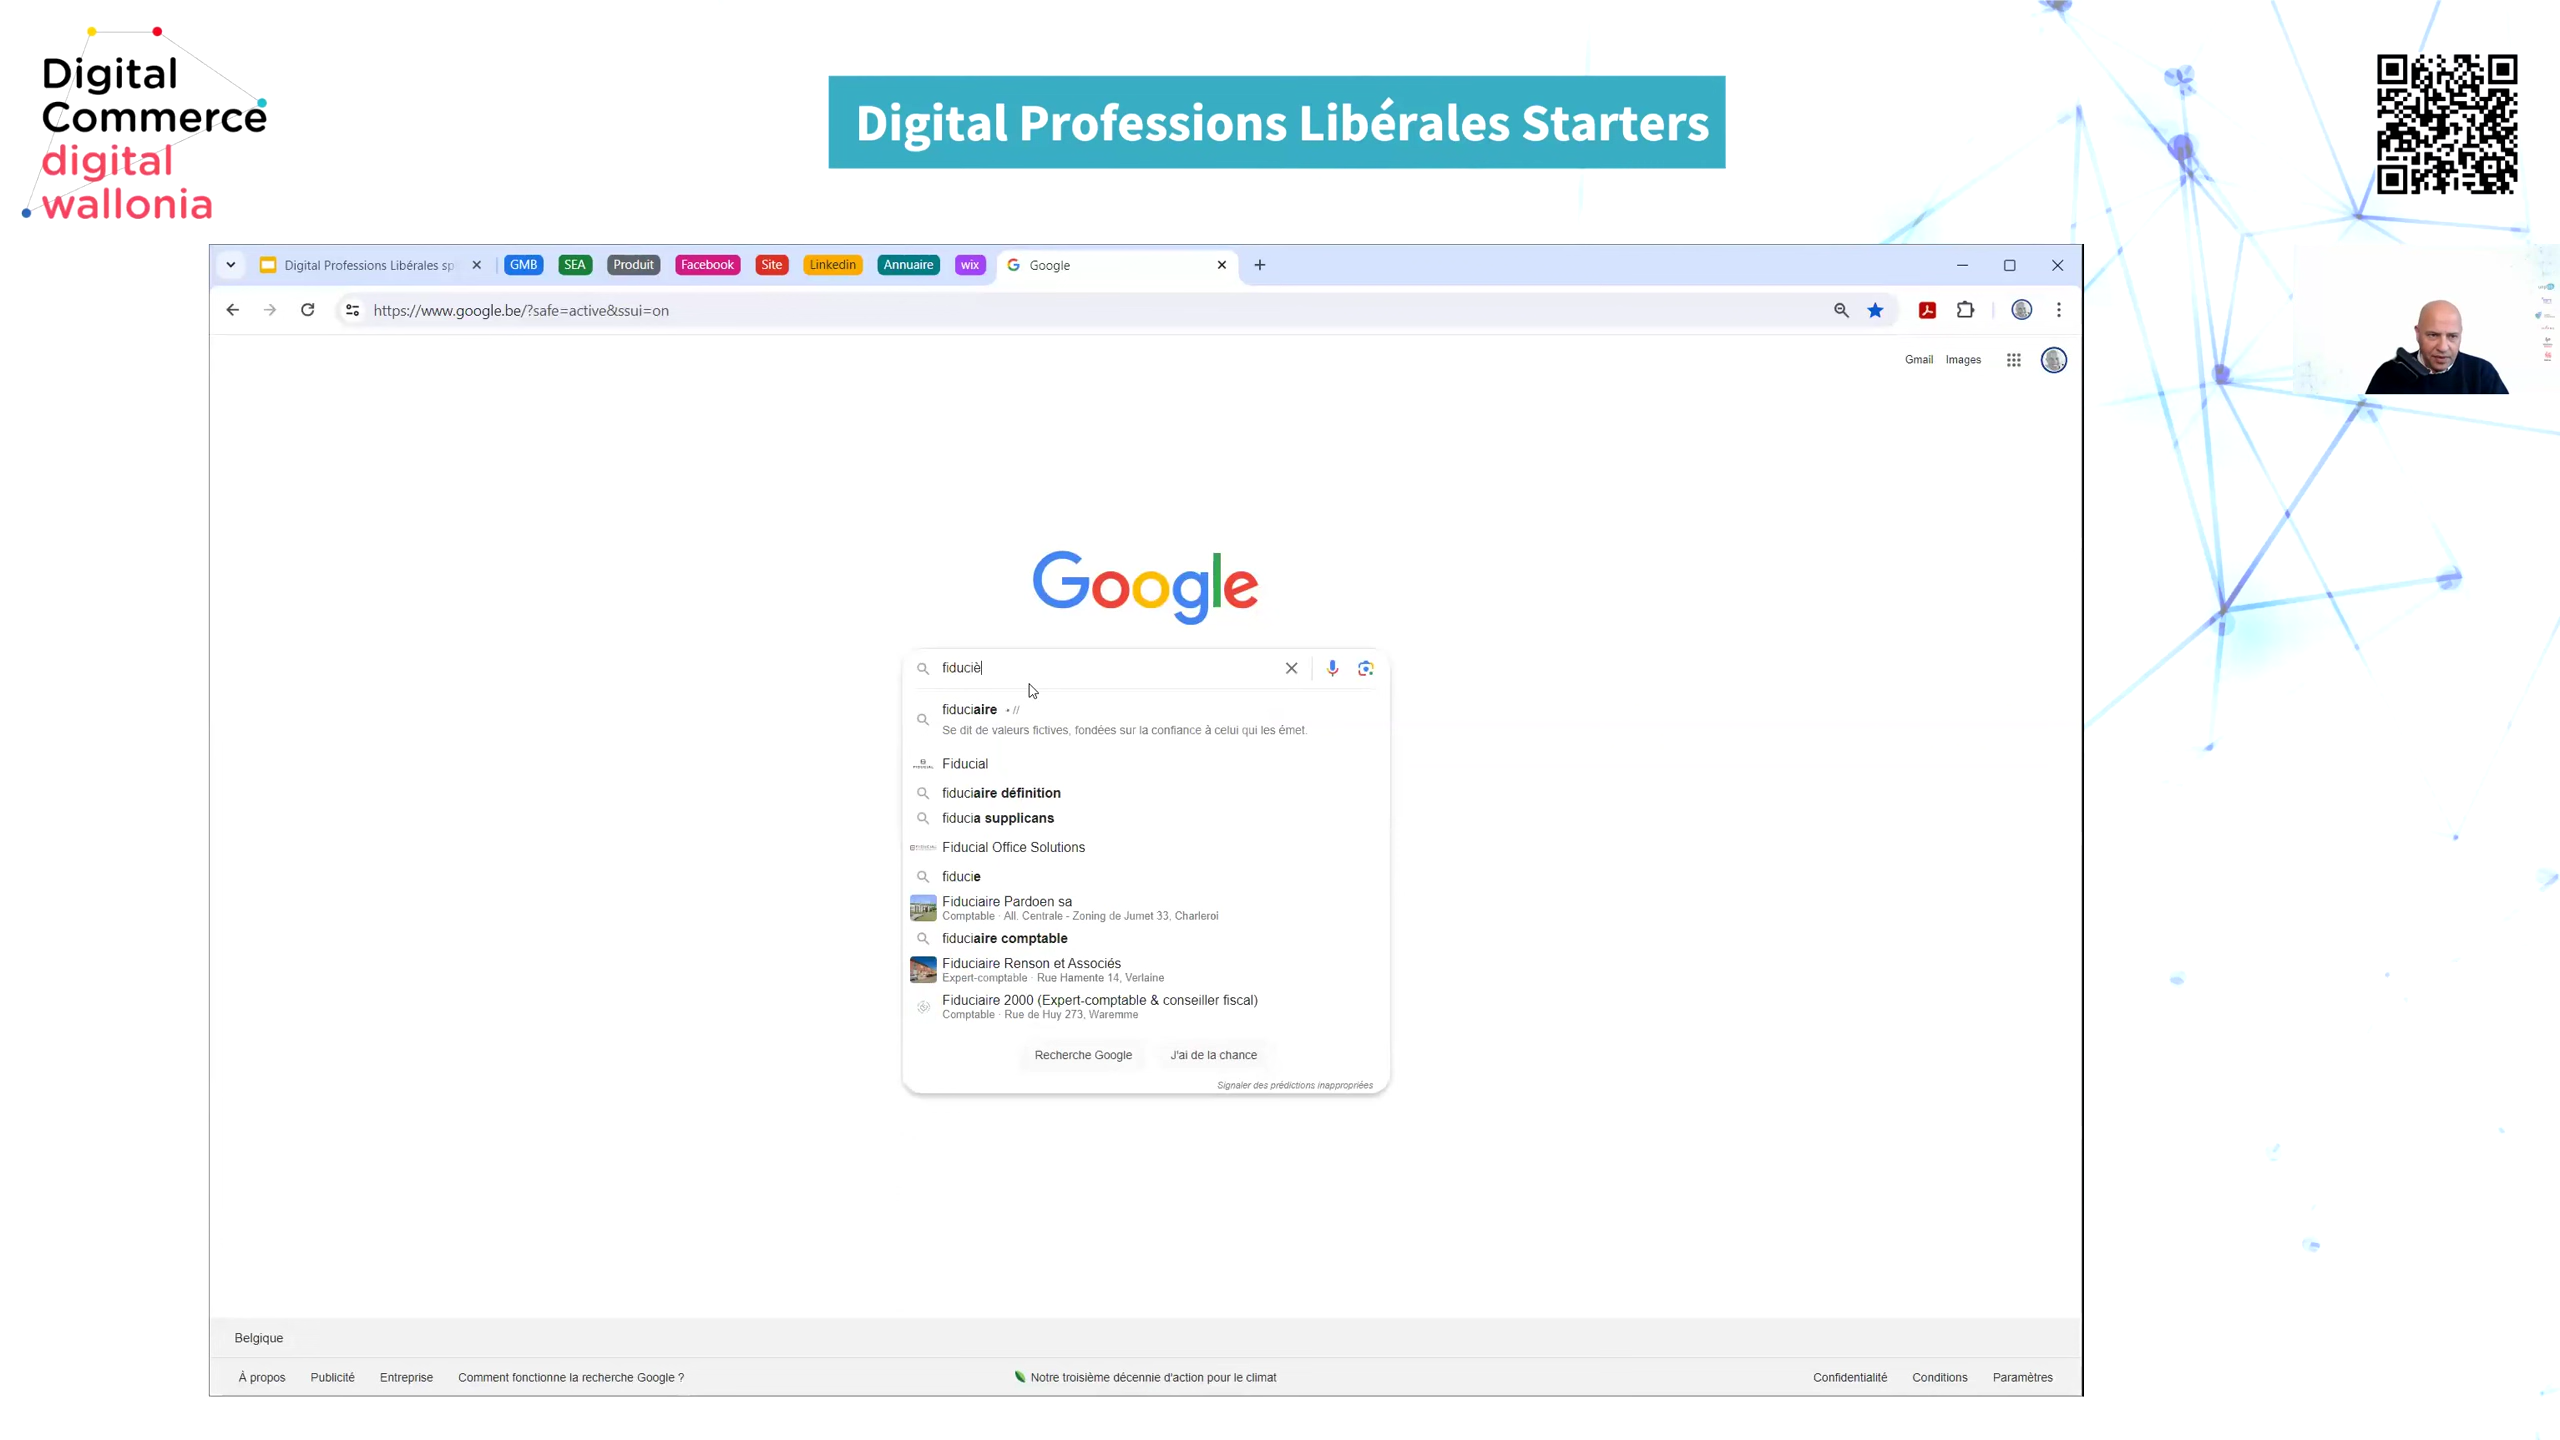 Digital
Commerce
digital
wallonia
Digital Professions Libérales Starters
Digital Professions Libérales sp
GMB
SEA
Produit
Facebook
Site
Linkedin
Annuaire
wix
Google
https://www.google.be/?safe=active&ssui=on
Gmail
Images
Google
fiduciè
fiduciaire • //
Se dit de valeurs fictives, fondées sur la confiance à celui qui les émet.
Fiducial
fiduciaire définition
fiducia supplicans
Fiducial Office Solutions
fiducie
Fiduciaire Pardoen sa
Comptable · All. Centrale - Zoning de Jumet 33, Charleroi
fiduciaire comptable
Fiduciaire Renson et Associés
Expert-comptable · Rue Hamente 14, Verlaine
Fiduciaire 2000 (Expert-comptable & conseiller fiscal)
Comptable · Rue de Huy 273, Waremme
Recherche Google
J'ai de la chance
Signaler des prédictions inappropriées
Belgique
À propos
Publicité
Entreprise
Comment fonctionne la recherche Google ?
Notre troisième décennie d'action pour le climat
Confidentialité
Conditions
Paramètres